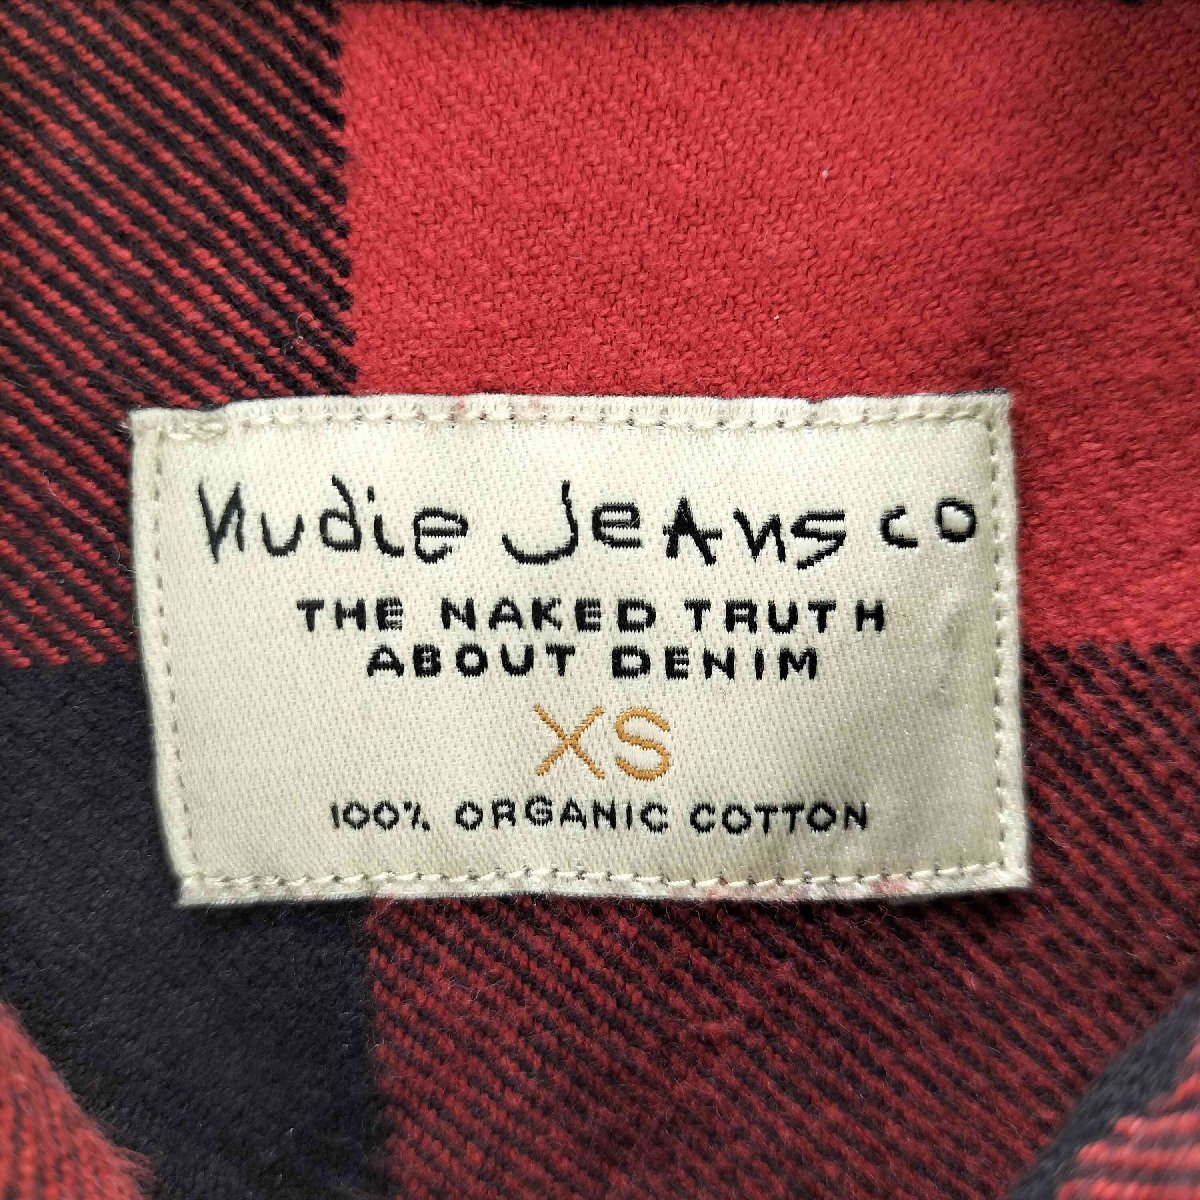 Nudie Jeans co
THE NAKED TRUTH
ABOUT DENIM
XS
100% ORGANIC COTTON